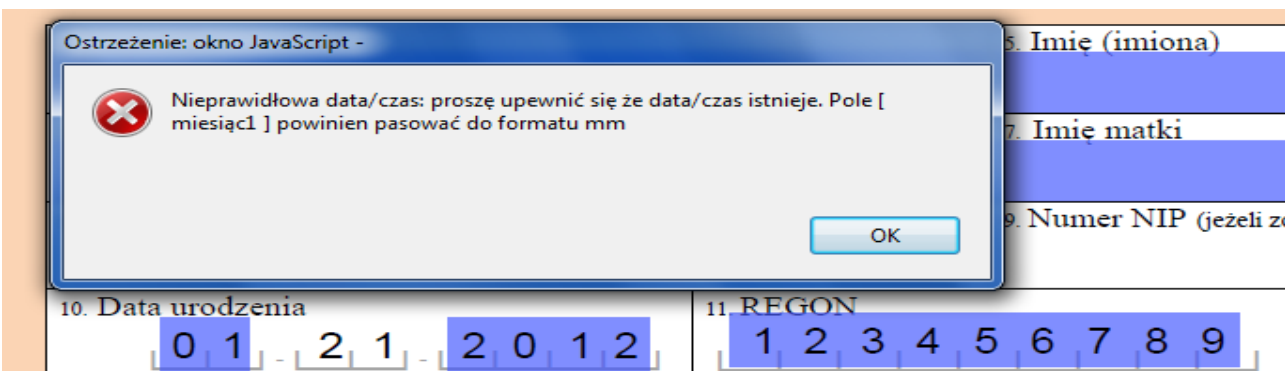 Ostrzeżenie: okno JavaScript -
5. Imię (imiona)
Nieprawidłowa data/czas: proszę upewnić się że data/czas istnieje. Pole [
miesiąc1 ] powinien pasować do formatu mm
7. Imię matki
OK
9. Numer NIP (jeżeli
10. Data urodzenia
11. REGON
0 1 - 2 1 - 2 0 1 2
1 2 3 4 5 6 7 8 9